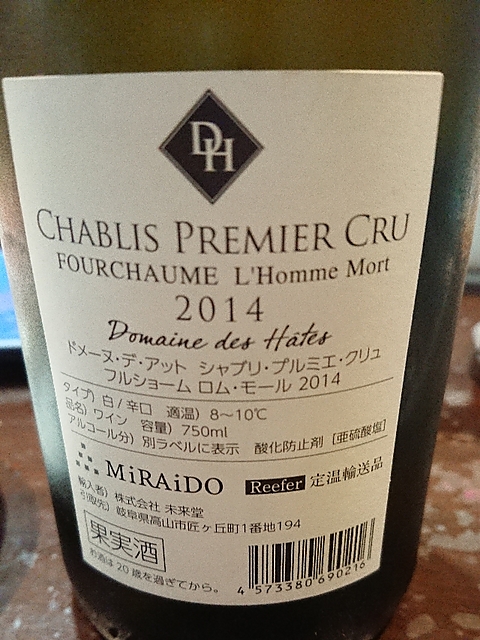 DH
CHABLIS PREMIER CRU
FOURCHAUME L'Homme Mort
2014
Domaine des Hâtes
ドメーヌ・デ・アット シャブリ・プルミエ・クリュ
フルショーム ロム・モール 2014
タイプ) 白/辛口 適温) 8~10℃
品名) ワイン 容量) 750ml
アルコール分) 別ラベルに表示 酸化防止剤 [亜硫酸塩]
MiRAiDO Reefer 定温輸送品
輸入者) 株式会社 未来堂
引取先) 岐阜県高山市匠ヶ丘町1番地194
果実酒
お酒は20歳を過ぎてから。
4 573380 690216